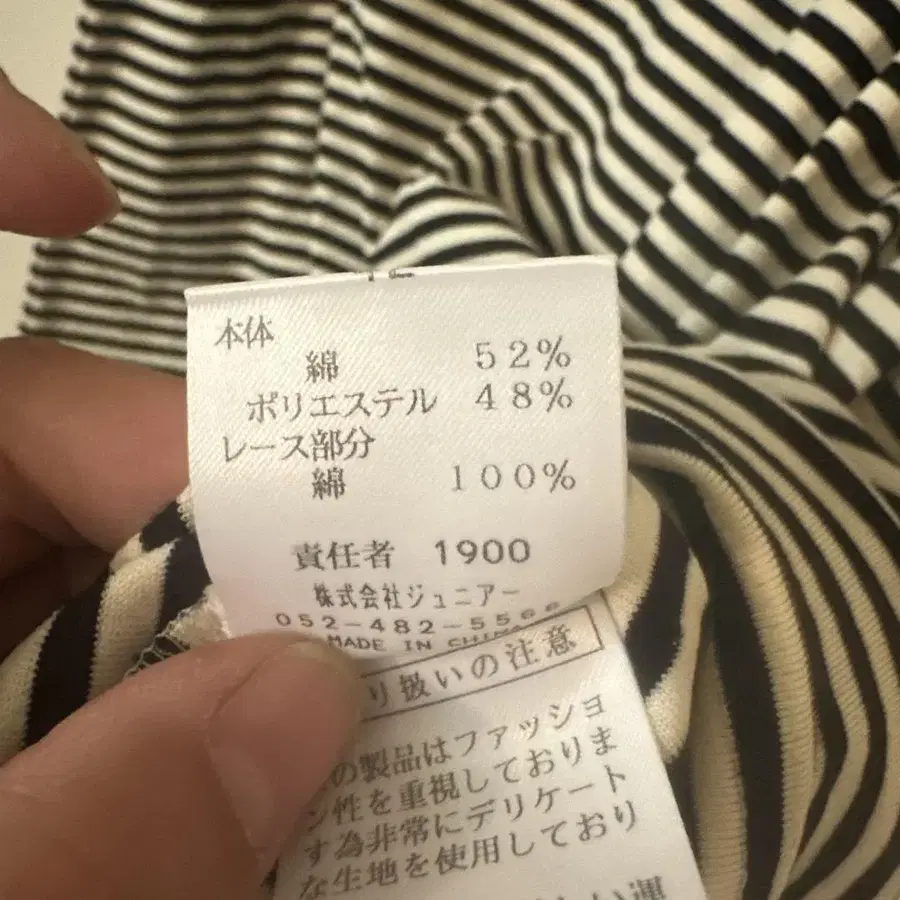 本体
綿 52%
ポリエステル 48%
レース部分
綿 100%
責任者 1900
株式会社ジュニアー
052-482-5566
MADE IN CHINA
り扱いの注意
の製品はファッショ
ン性を重視しておりま
す為非常にデリケート
な生地を使用しており